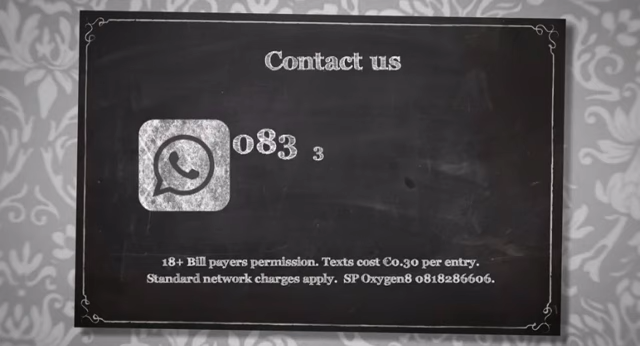 Contact us
083 3
18+ Bill payers permission. Texts cost €0.30 per entry.
Standard network charges apply. SP Oxygen8 0818286606.